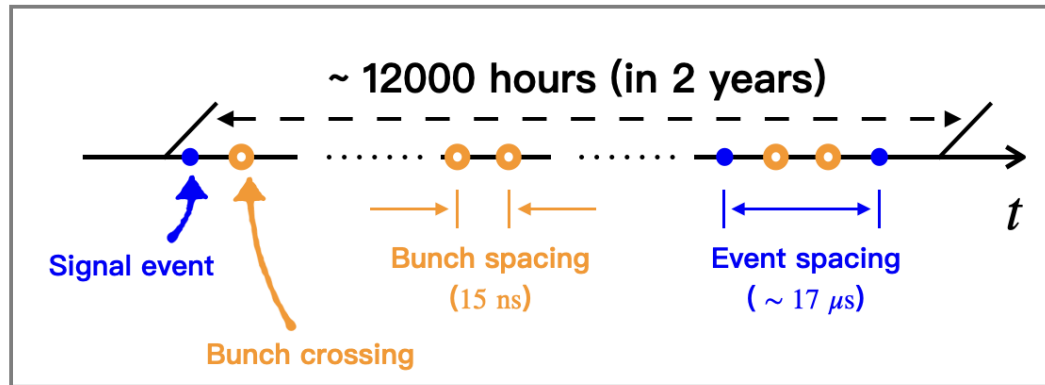 ~ 12000 hours (in 2 years)
t
Signal event
Bunch spacing
(15 ns)
Event spacing
( ~ 17 μs)
Bunch crossing